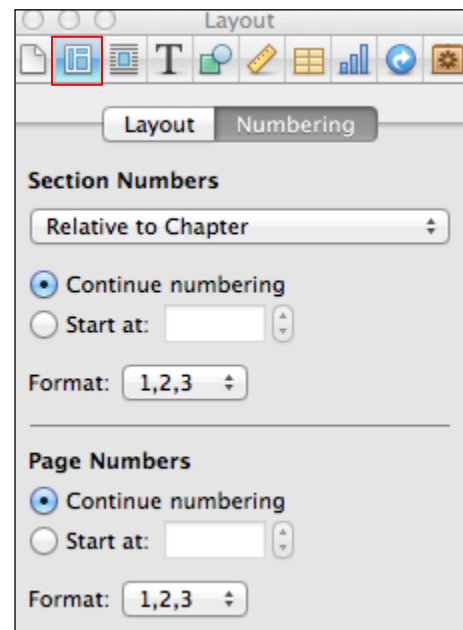 Layout
T
Layout Numbering
Section Numbers
Relative to Chapter
Continue numbering
Start at:
Format: 1,2,3
Page Numbers
Continue numbering
Start at:
Format: 1,2,3